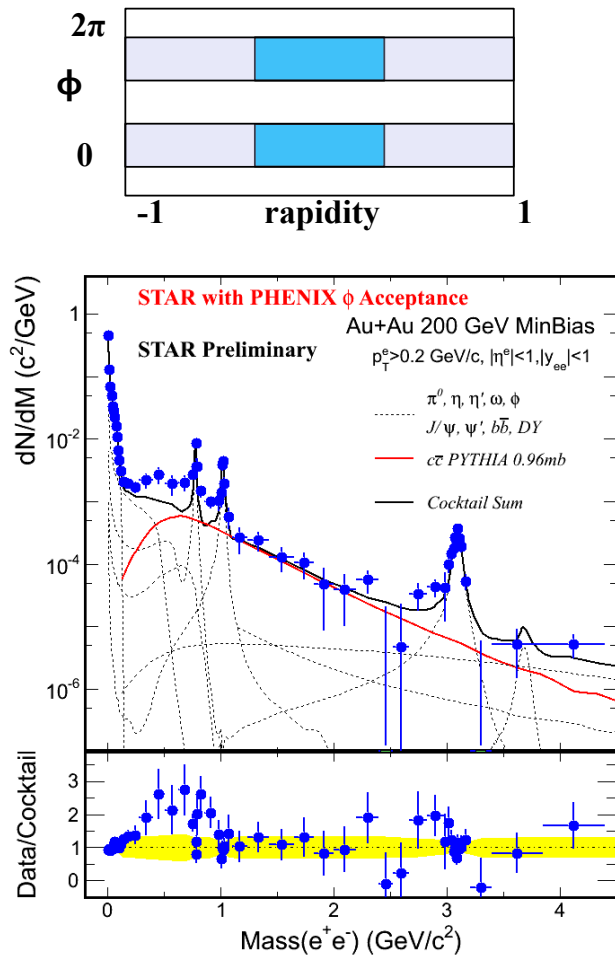 2π
ϕ
0
-1 rapidity 1
STAR with PHENIX ϕ Acceptance
Au+Au 200 GeV MinBias
STAR Preliminary
p_T^e>0.2 GeV/c, |η^e|<1,|y_ee|<1
π⁰, η, η′, ω, ϕ
J/ψ, ψ′, bb̅, DY
cc̅ PYTHIA 0.96mb
Cocktail Sum
dN/dM (c²/GeV)
1
10⁻²
10⁻⁴
10⁻⁶
Data/Cocktail
3
2
1
0
0 1 2 3 4
Mass(e⁺e⁻) (GeV/c²)